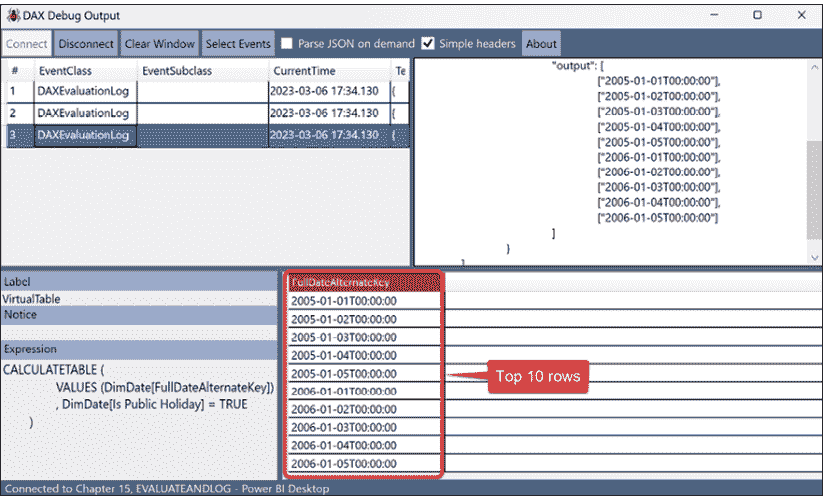 DAX Debug Output
Connect Disconnect Clear Window Select Events Parse JSON on demand Simple headers About
# EventClass EventSubclass CurrentTime Te
1 DAXEvaluationLog 2023-03-06 17:34.130 {
2 DAXEvaluationLog 2023-03-06 17:34.130 {
3 DAXEvaluationLog 2023-03-06 17:34.130 {
"output": [
["2005-01-01T00:00:00"],
["2005-01-02T00:00:00"],
["2005-01-03T00:00:00"],
["2005-01-04T00:00:00"],
["2005-01-05T00:00:00"],
["2006-01-01T00:00:00"],
["2006-01-02T00:00:00"],
["2006-01-03T00:00:00"],
["2006-01-04T00:00:00"],
["2006-01-05T00:00:00"]
]
}
]
Label
VirtualTable
Notice
Expression
CALCULATETABLE (
VALUES (DimDate[FullDateAlternateKey])
, DimDate[Is Public Holiday] = TRUE
)
FullDateAlternateKey
2005-01-01T00:00:00
2005-01-02T00:00:00
2005-01-03T00:00:00
2005-01-04T00:00:00
2005-01-05T00:00:00
2006-01-01T00:00:00
2006-01-02T00:00:00
2006-01-03T00:00:00
2006-01-04T00:00:00
2006-01-05T00:00:00
Top 10 rows
Connected to Chapter 15, EVALUATEANDLOG - Power BI Desktop